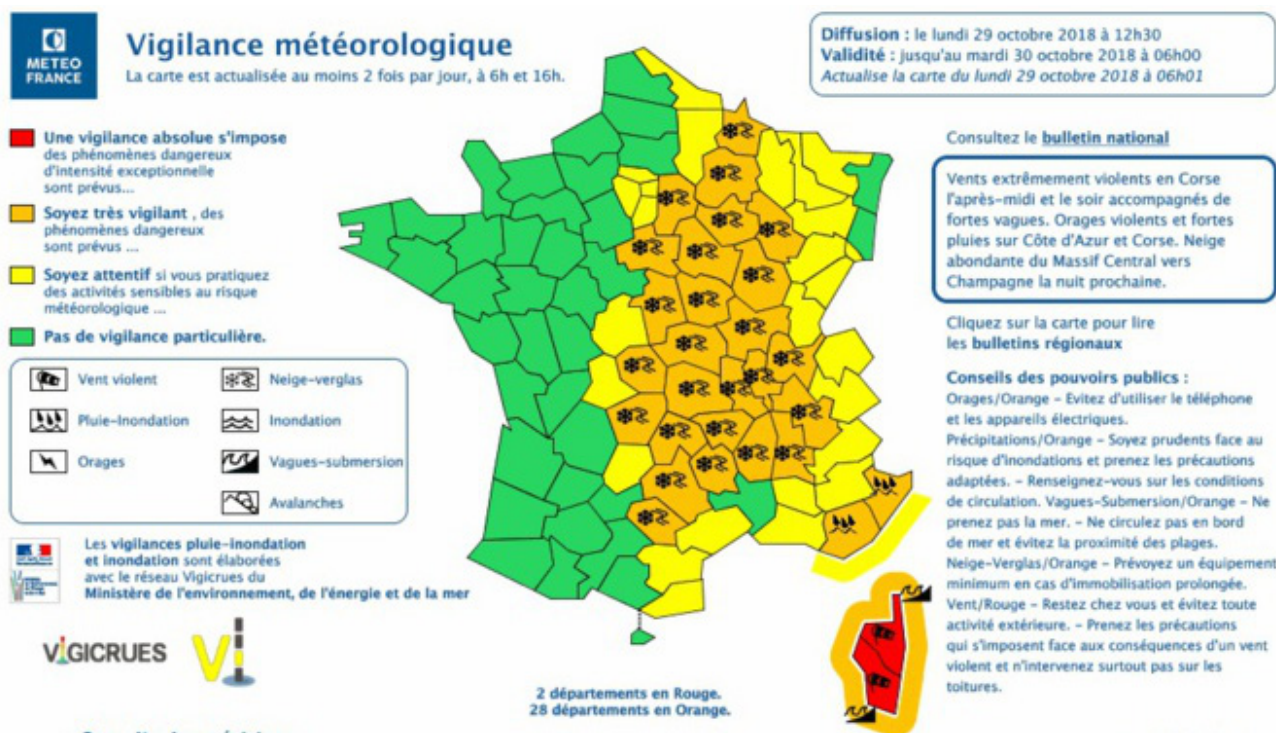 METEO
FRANCE
Vigilance météorologique
La carte est actualisée au moins 2 fois par jour, à 6h et 16h.
Diffusion : le lundi 29 octobre 2018 à 12h30
Validité : jusqu'au mardi 30 octobre 2018 à 06h00
Actualise la carte du lundi 29 octobre 2018 à 06h01
Une vigilance absolue s'impose
des phénomènes dangereux
d'intensité exceptionnelle
sont prévus...
Soyez très vigilant , des
phénomènes dangereux
sont prévus ...
Soyez attentif si vous pratiquez
des activités sensibles au risque
météorologique ...
Pas de vigilance particulière.
Vent violent
Neige-verglas
Pluie-Inondation
Inondation
Orages
Vagues-submersion
Avalanches
Les vigilances pluie-inondation
et inondation sont élaborées
avec le réseau Vigicrues du
Ministère de l'environnement, de l'énergie et de la mer
VIGICRUES
Vi
2 départements en Rouge.
28 départements en Orange.
Consultez le bulletin national
Vents extrêmement violents en Corse
l'après-midi et le soir accompagnés de
fortes vagues. Orages violents et fortes
pluies sur Côte d'Azur et Corse. Neige
abondante du Massif Central vers
Champagne la nuit prochaine.
Cliquez sur la carte pour lire
les bulletins régionaux
Conseils des pouvoirs publics :
Orages/Orange - Evitez d'utiliser le téléphone
et les appareils électriques.
Précipitations/Orange - Soyez prudents face au
risque d'inondations et prenez les précautions
adaptées. - Renseignez-vous sur les conditions
de circulation. Vagues-Submersion/Orange - Ne
prenez pas la mer. - Ne circulez pas en bord
de mer et évitez la proximité des plages.
Neige-Verglas/Orange - Prévoyez un équipement
minimum en cas d'immobilisation prolongée.
Vent/Rouge - Restez chez vous et évitez toute
activité extérieure. - Prenez les précautions
qui s'imposent face aux conséquences d'un vent
violent et n'intervenez surtout pas sur les
toitures.